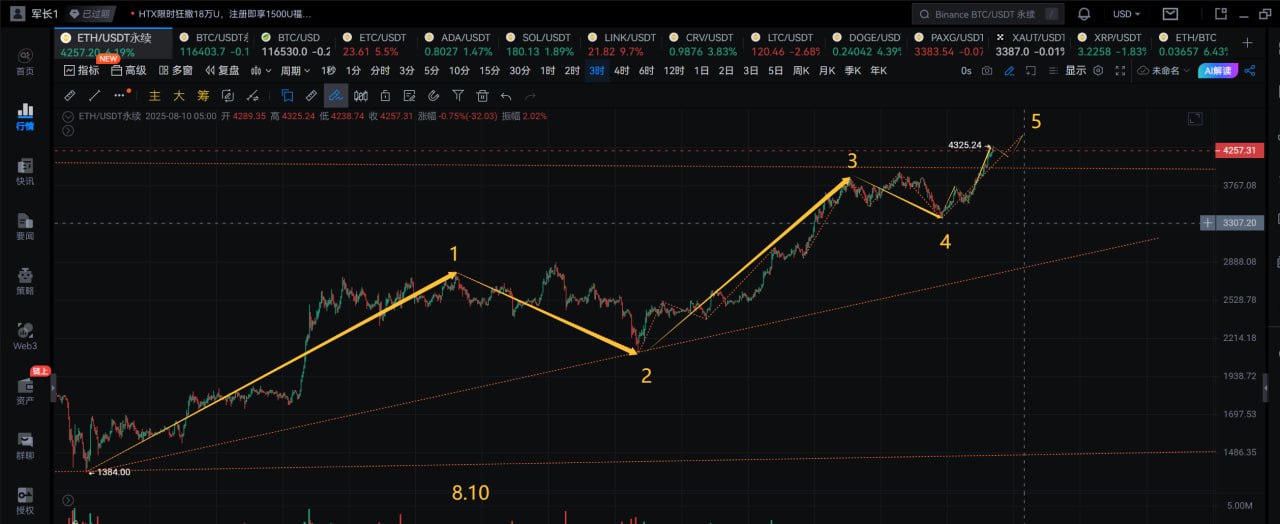 军长1 已过期 • HTX限时狂撒18万U，注册即享1500U福... Binance BTC/USDT 永续 / USD
ETH/USDT永续 BTC/USDT永 BTC/USD ETC/USDT ADA/USDT SOL/USDT LINK/USDT CRV/USDT LTC/USDT DOGE/USD PAXG/USDT XAUT/USDT XRP/USDT ETH/BTC
4257.20 6.19% 116403.7 -0.1 116530.0 -0.2 23.61 5.5% 0.8027 1.47% 180.13 1.89% 21.82 9.7% 0.9876 3.83% 120.46 -2.68% 0.24042 4.39 3383.54 -0.07 3387.0 -0.01% 3.2258 -1.83% 0.03657 6.43%
NEW
首页
指标 高级 多窗 复盘 周期 1秒 1分 分时 3分 5分 10分 15分 30分 1时 2时 3时 4时 6时 12时 1日 2日 3日 5日 周K 月K 季K 年K 0s 显示 未命名 AI解读
主 大 筹
行情
ETH/USDT永续 2025-08-10 05:00 开 4289.35 高 4325.24 低 4238.74 收 4257.31 涨幅 -0.75%(-32.03) 振幅 2.02%
5
4325.24
4257.31
3
快讯
3767.08
3307.20
要闻
4
1
2888.08
策略
2528.78
Web3
2214.18
链上
2
1938.72
资产
1697.53
群聊
1486.35
1384.00
8.10
授权
5.00M